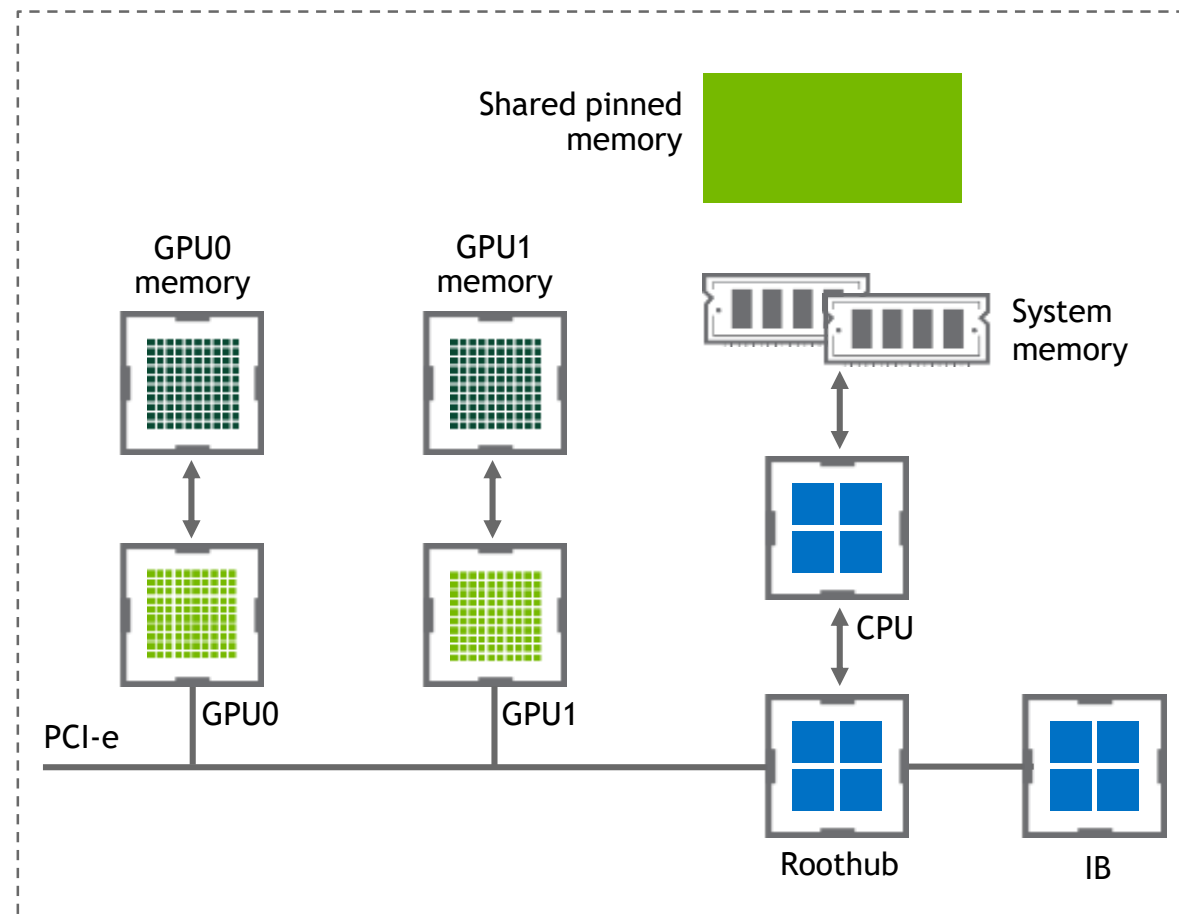 Shared pinned
memory
GPU0
memory
GPU1
memory
System
memory
CPU
GPU0
GPU1
PCI-e
Roothub
IB